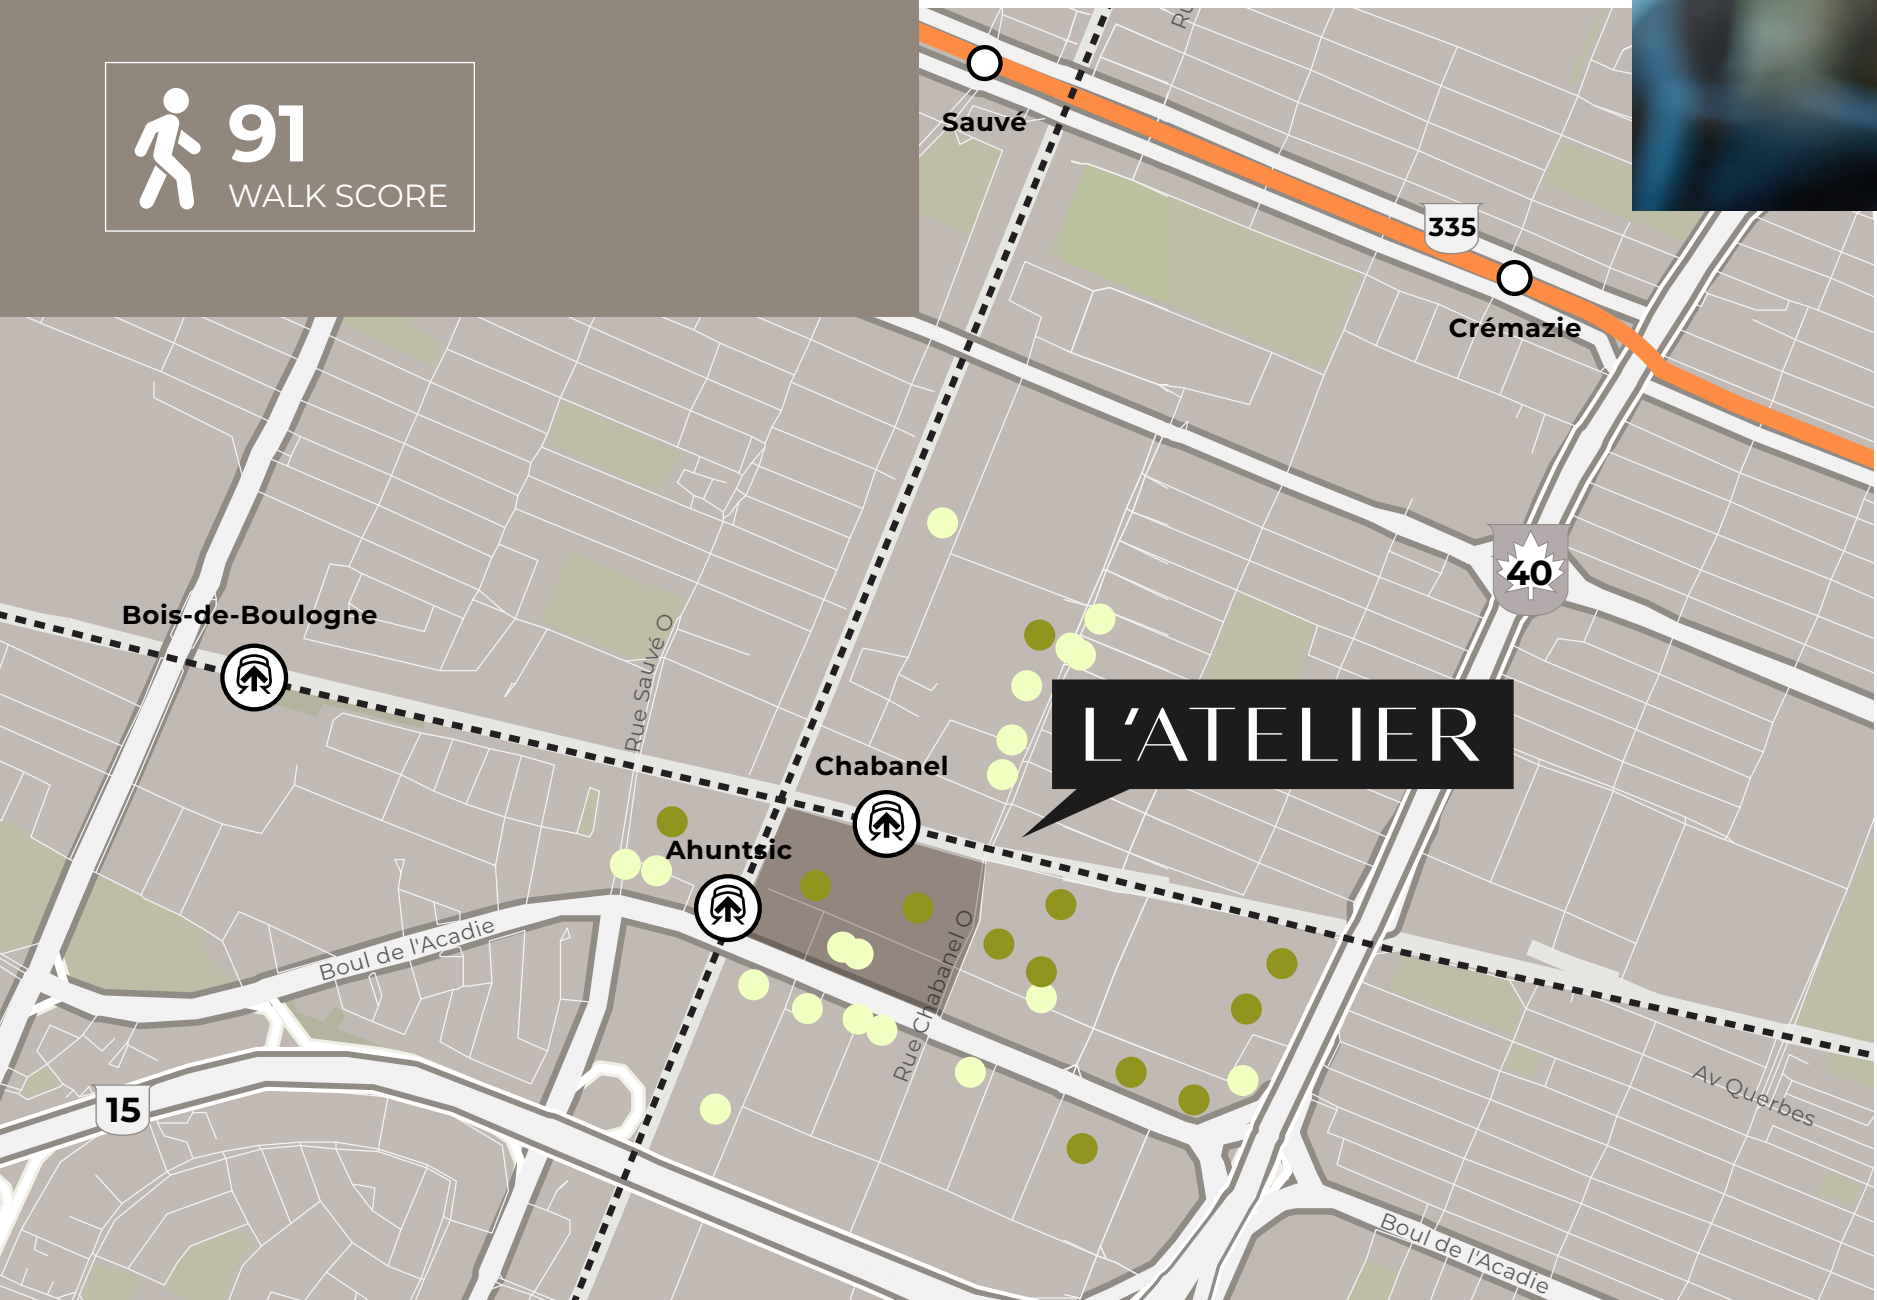 91
WALK SCORE
Sauvé
335
Crémazie
40
Bois-de-Boulogne
Rue Sauvé O
L'ATELIER
Chabanel
Ahuntsic
Boul de l'Acadie
Rue Chabanel O
15
Av Querbes
Boul de l'Acadie